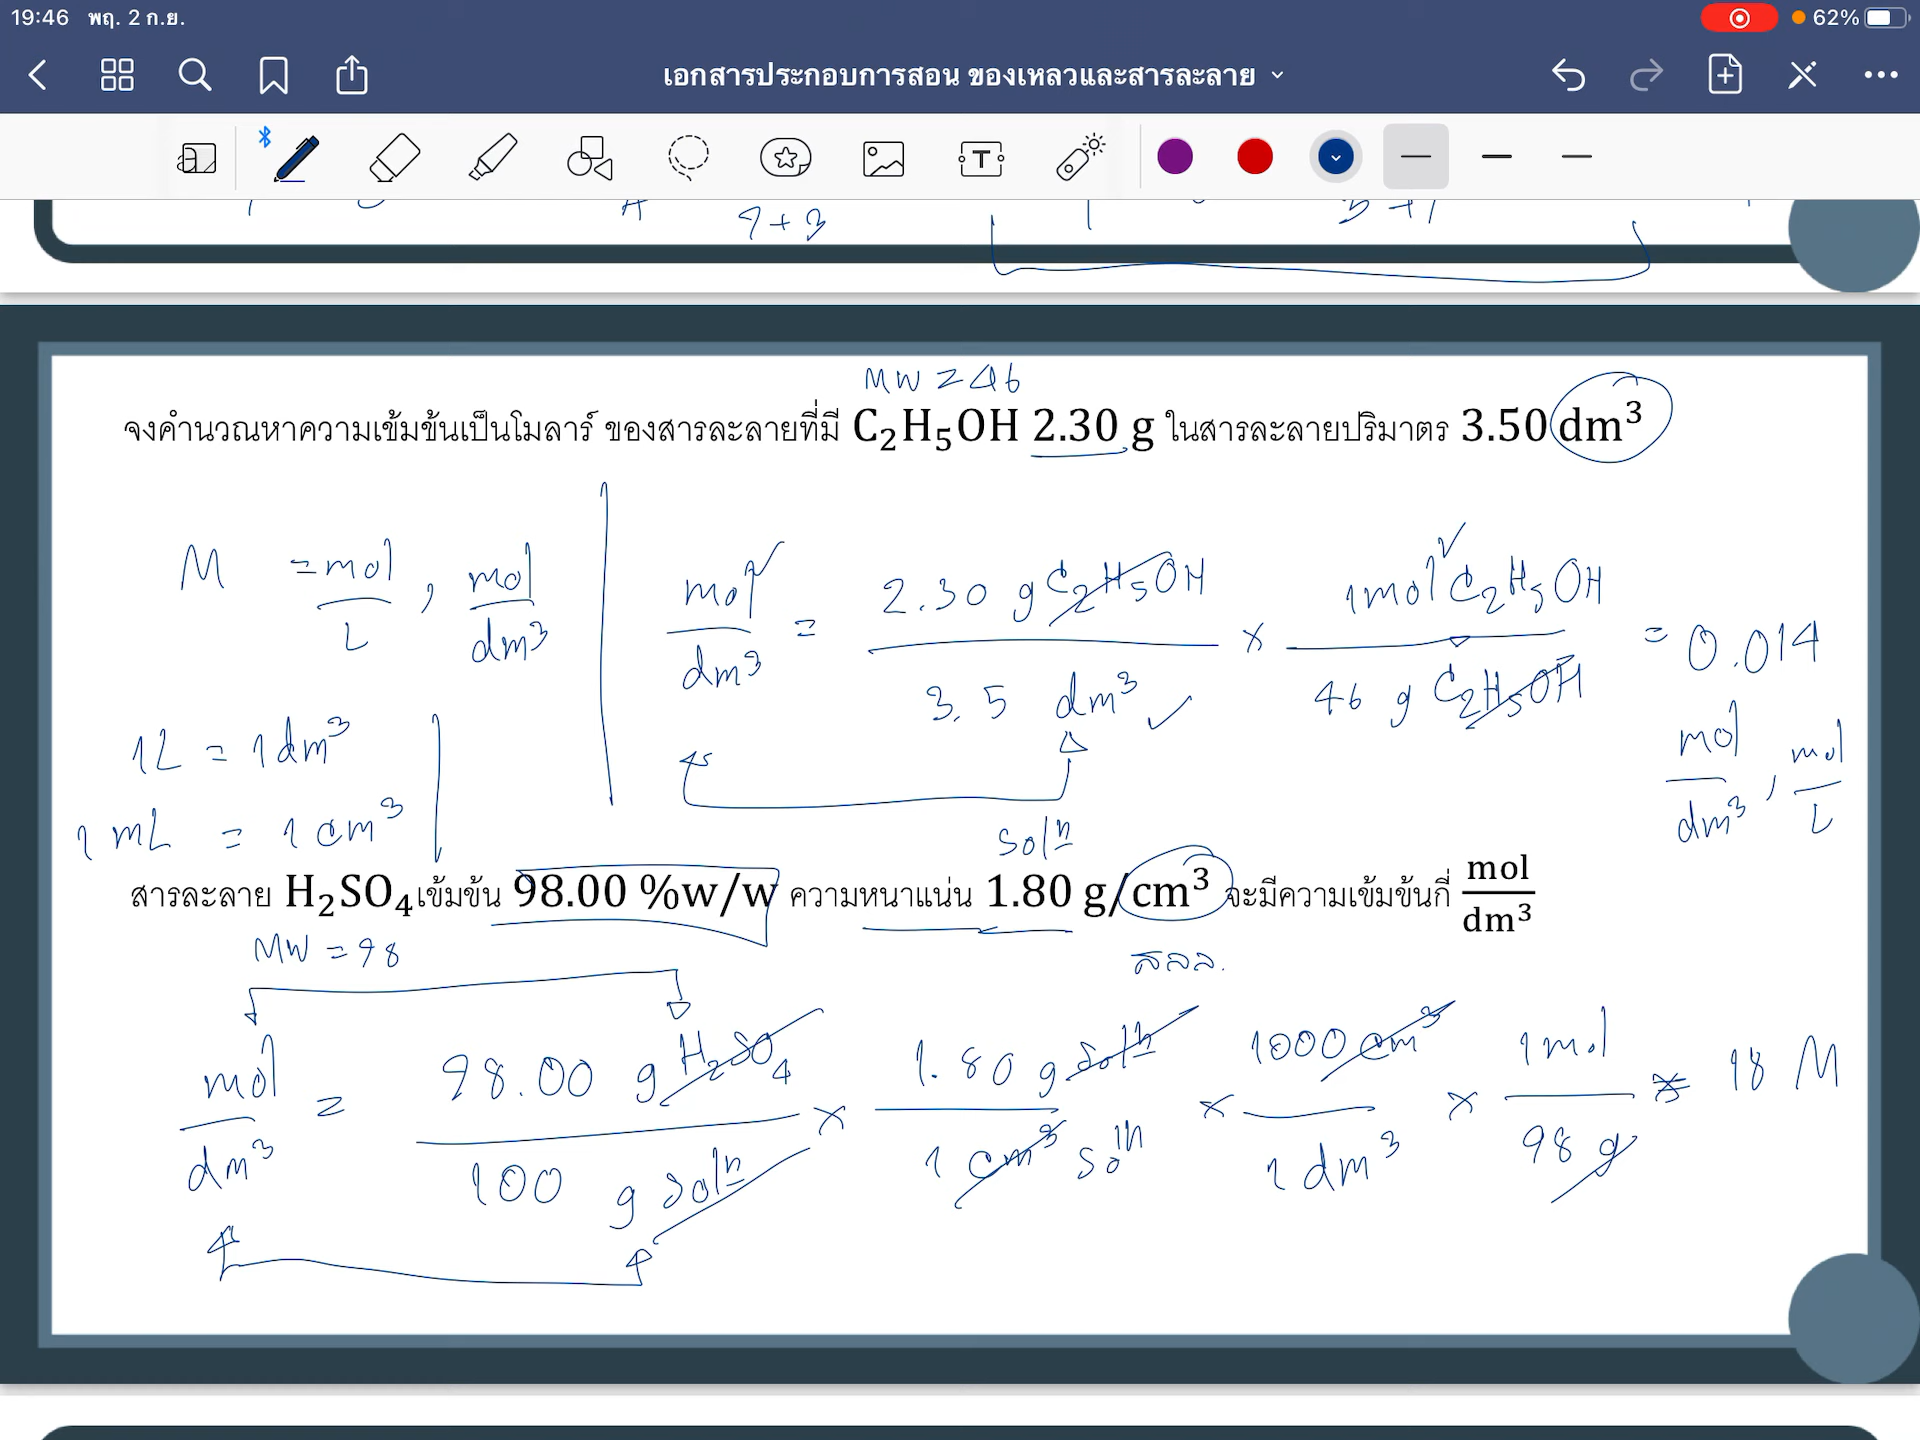 19:46 พฤ. 2 ก.ย.
62%
เอกสารประกอบการสอน ของเหลวและสารละลาย
9+3
MW = 46
จงคำนวณหาความเข้มข้นเป็นโมลาร์ ของสารละลายที่มี C₂H₅OH 2.30 g ในสารละลายปริมาตร 3.50 dm³
M = mol/L , mol/dm³
mol/dm³ = 2.30 g C₂H₅OH / 3.5 dm³ × 1 mol C₂H₅OH / 46 g C₂H₅OH = 0.014 mol/dm³ , mol/L
1L = 1dm³
1 mL = 1 cm³
solⁿ
สารละลาย H₂SO₄ เข้มข้น 98.00 %w/w ความหนาแน่น 1.80 g/cm³ จะมีความเข้มข้นกี่ mol/dm³
MW = 98
สลล.
mol/dm³ = 98.00 g H₂SO₄ / 100 g solⁿ × 1.80 g solⁿ / 1 cm³ solⁿ × 1000 cm³ / 1 dm³ × 1 mol / 98 g = 18 M